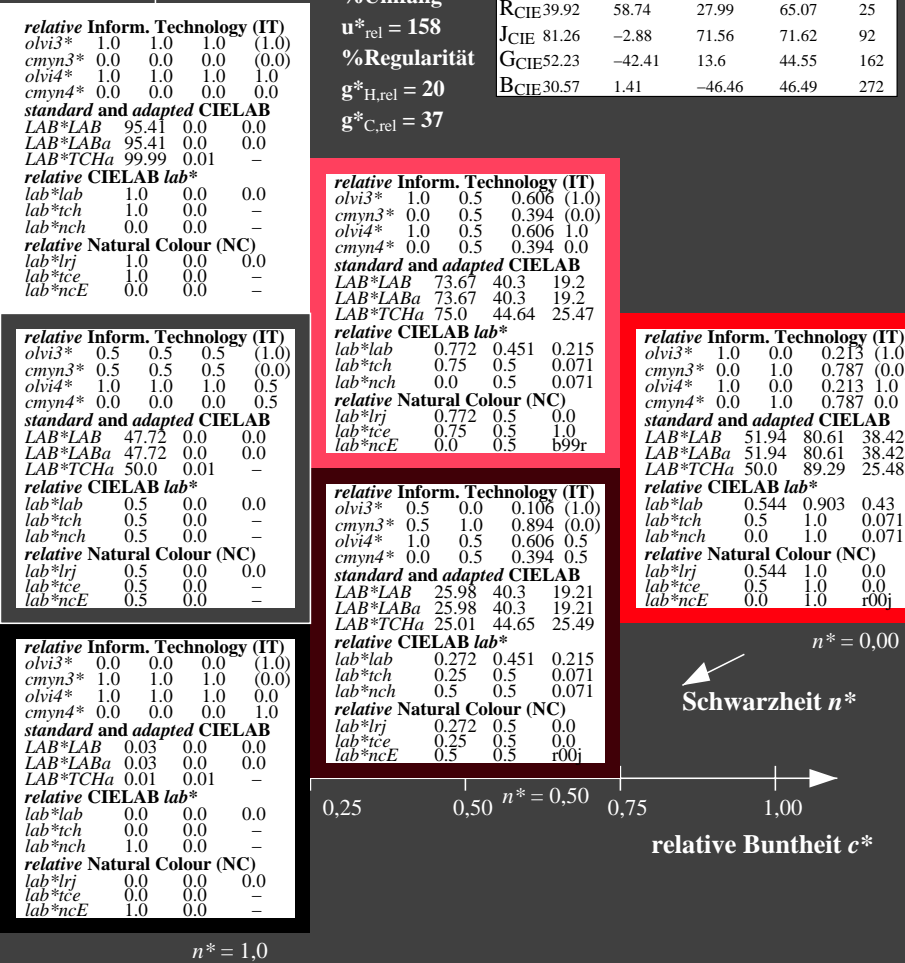 %Umfang
u*rel = 158
%Regularität
g*H,rel = 20
g*C,rel = 37
RCIE 39.92 58.74 27.99 65.07 25
JCIE 81.26 −2.88 71.56 71.62 92
GCIE 52.23 −42.41 13.6 44.55 162
BCIE 30.57 1.41 −46.46 46.49 272
relative Inform. Technology (IT)
olvi3* 1.0 1.0 1.0 (1.0)
cmyn3* 0.0 0.0 0.0 (0.0)
olvi4* 1.0 1.0 1.0 1.0
cmyn4* 0.0 0.0 0.0 0.0
standard and adapted CIELAB
LAB*LAB 95.41 0.0 0.0
LAB*LABa 95.41 0.0 0.0
LAB*TCHa 99.99 0.01 –
relative CIELAB lab*
lab*lab 1.0 0.0 0.0
lab*tch 1.0 0.0 –
lab*nch 0.0 0.0 –
relative Natural Colour (NC)
lab*lrj 1.0 0.0 0.0
lab*tce 1.0 0.0 –
lab*ncE 0.0 0.0 –
relative Inform. Technology (IT)
olvi3* 1.0 0.5 0.606 (1.0)
cmyn3* 0.0 0.5 0.394 (0.0)
olvi4* 1.0 0.5 0.606 1.0
cmyn4* 0.0 0.5 0.394 0.0
standard and adapted CIELAB
LAB*LAB 73.67 40.3 19.2
LAB*LABa 73.67 40.3 19.2
LAB*TCHa 75.0 44.64 25.47
relative CIELAB lab*
lab*lab 0.772 0.451 0.215
lab*tch 0.75 0.5 0.071
lab*nch 0.0 0.5 0.071
relative Natural Colour (NC)
lab*lrj 0.772 0.5 0.0
lab*tce 0.75 0.5 1.0
lab*ncE 0.0 0.5 b99r
relative Inform. Technology (IT)
olvi3* 0.5 0.5 0.5 (1.0)
cmyn3* 0.5 0.5 0.5 (0.0)
olvi4* 1.0 1.0 1.0 0.5
cmyn4* 0.0 0.0 0.0 0.5
standard and adapted CIELAB
LAB*LAB 47.72 0.0 0.0
LAB*LABa 47.72 0.0 0.0
LAB*TCHa 50.0 0.01 –
relative CIELAB lab*
lab*lab 0.5 0.0 0.0
lab*tch 0.5 0.0 –
lab*nch 0.5 0.0 –
relative Natural Colour (NC)
lab*lrj 0.5 0.0 0.0
lab*tce 0.5 0.0 –
lab*ncE 0.5 0.0 –
relative Inform. Technology (IT)
olvi3* 1.0 0.0 0.213 (1.0
cmyn3* 0.0 1.0 0.787 (0.0
olvi4* 1.0 0.0 0.213 1.0
cmyn4* 0.0 1.0 0.787 0.0
standard and adapted CIELAB
LAB*LAB 51.94 80.61 38.42
LAB*LABa 51.94 80.61 38.42
LAB*TCHa 50.0 89.29 25.48
relative CIELAB lab*
lab*lab 0.544 0.903 0.43
lab*tch 0.5 1.0 0.071
lab*nch 0.0 1.0 0.071
relative Natural Colour (NC)
lab*lrj 0.544 1.0 0.0
lab*tce 0.5 1.0 0.0
lab*ncE 0.0 1.0 r00j
relative Inform. Technology (IT)
olvi3* 0.5 0.0 0.106 (1.0)
cmyn3* 0.5 1.0 0.894 (0.0)
olvi4* 1.0 0.5 0.606 0.5
cmyn4* 0.0 0.5 0.394 0.5
standard and adapted CIELAB
LAB*LAB 25.98 40.3 19.21
LAB*LABa 25.98 40.3 19.21
LAB*TCHa 25.01 44.65 25.49
relative CIELAB lab*
lab*lab 0.272 0.451 0.215
lab*tch 0.25 0.5 0.071
lab*nch 0.5 0.5 0.071
relative Natural Colour (NC)
lab*lrj 0.272 0.5 0.0
lab*tce 0.25 0.5 0.0
lab*ncE 0.5 0.5 r00j
relative Inform. Technology (IT)
olvi3* 0.0 0.0 0.0 (1.0)
cmyn3* 1.0 1.0 1.0 (0.0)
olvi4* 1.0 1.0 1.0 0.0
cmyn4* 0.0 0.0 0.0 1.0
standard and adapted CIELAB
LAB*LAB 0.03 0.0 0.0
LAB*LABa 0.03 0.0 0.0
LAB*TCHa 0.01 0.01 –
relative CIELAB lab*
lab*lab 0.0 0.0 0.0
lab*tch 0.0 0.0 –
lab*nch 1.0 0.0 –
relative Natural Colour (NC)
lab*lrj 0.0 0.0 0.0
lab*tce 0.0 0.0 –
lab*ncE 1.0 0.0 –
n* = 0,00
Schwarzheit n*
0,25 0,50 n* = 0,50 0,75 1,00
relative Buntheit c*
n* = 1,0